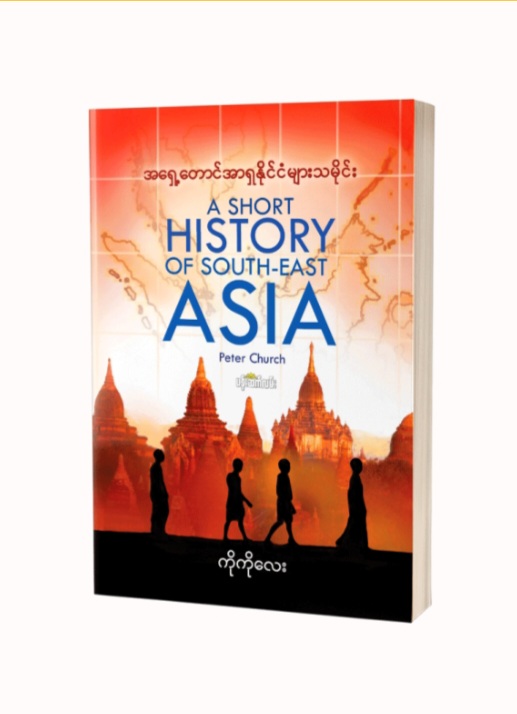 အရှေ့တောင်အာရှနိုင်ငံများသမိုင်း
A SHORT
HISTORY
OF SOUTH-EAST
ASIA
Peter Church
ကိုကိုလေး